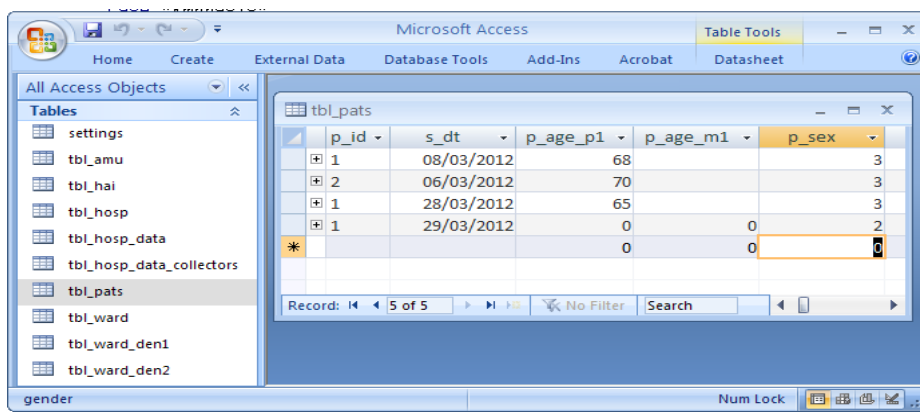 Microsoft Access
Table Tools
Home Create External Data Database Tools Add-Ins Acrobat Datasheet
All Access Objects
Tables
settings
tbl_amu
tbl_hai
tbl_hosp
tbl_hosp_data
tbl_hosp_data_collectors
tbl_pats
tbl_ward
tbl_ward_den1
tbl_ward_den2
tbl_pats
p_id s_dt p_age_p1 p_age_m1 p_sex
1 08/03/2012 68 3
2 06/03/2012 70 3
1 28/03/2012 65 3
1 29/03/2012 0 0 2
0 0 0
Record: 5 of 5 No Filter Search
gender Num Lock